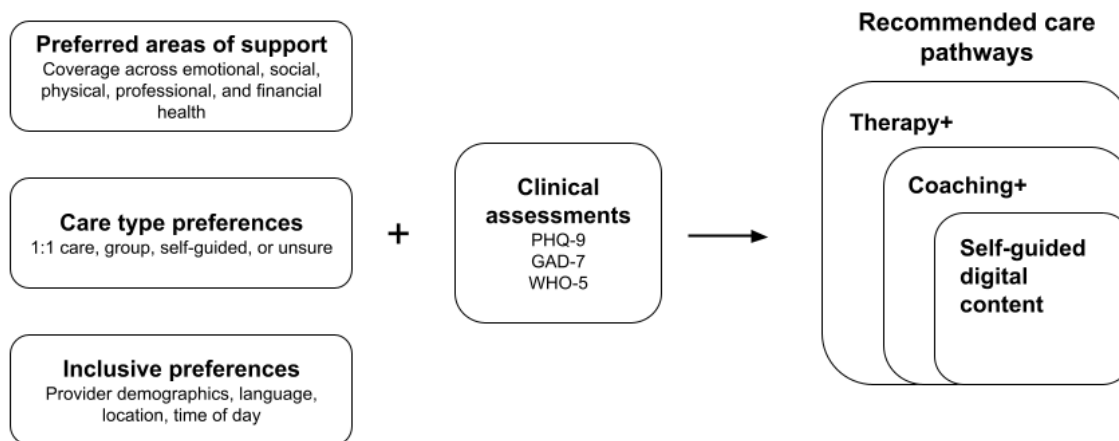 Preferred areas of support
Coverage across emotional, social,
physical, professional, and financial
health
Care type preferences
1:1 care, group, self-guided, or unsure
Inclusive preferences
Provider demographics, language,
location, time of day
+
Clinical
assessments
PHQ-9
GAD-7
WHO-5
Recommended care
pathways
Therapy+
Coaching+
Self-guided
digital
content